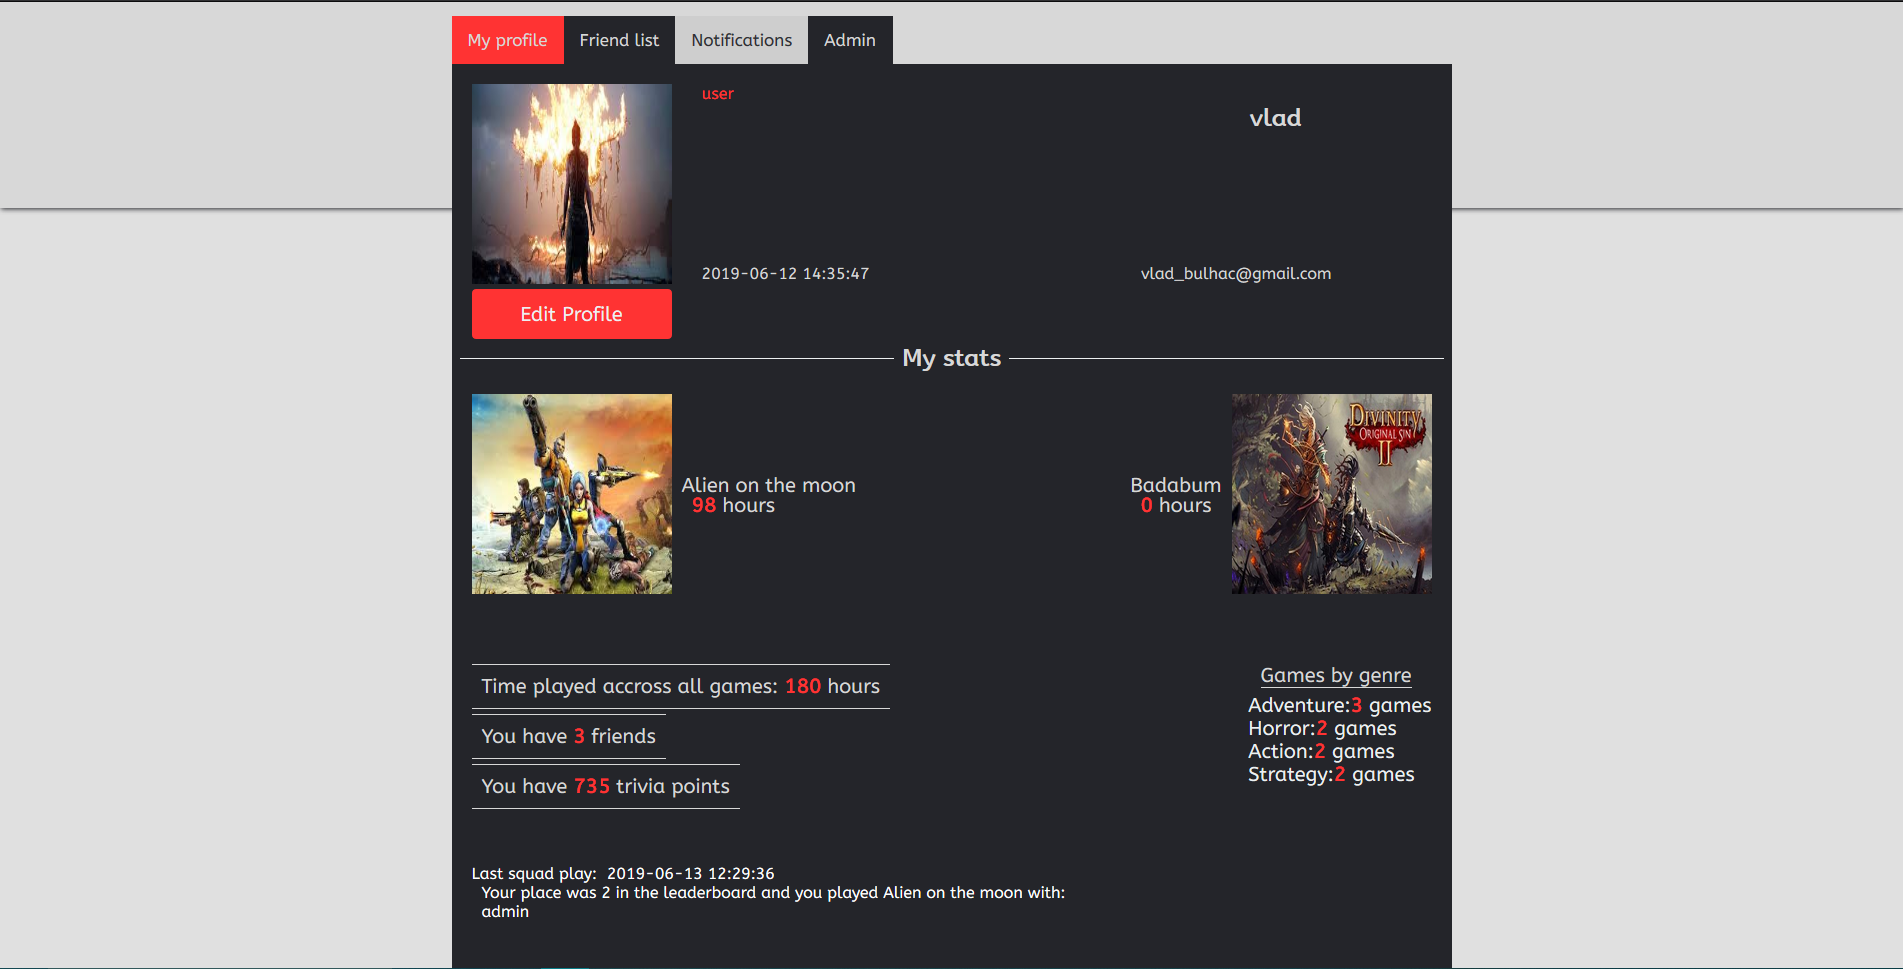 My profile
Friend list
Notifications
Admin
user
vlad
2019-06-12 14:35:47
vlad_bulhac@gmail.com
Edit Profile
My stats
Alien on the moon
98 hours
Badabum
0 hours
DIVINITY
ORIGINAL SIN
II
Time played accross all games: 180 hours
You have 3 friends
You have 735 trivia points
Games by genre
Adventure:3 games
Horror:2 games
Action:2 games
Strategy:2 games
Last squad play: 2019-06-13 12:29:36
Your place was 2 in the leaderboard and you played Alien on the moon with:
admin